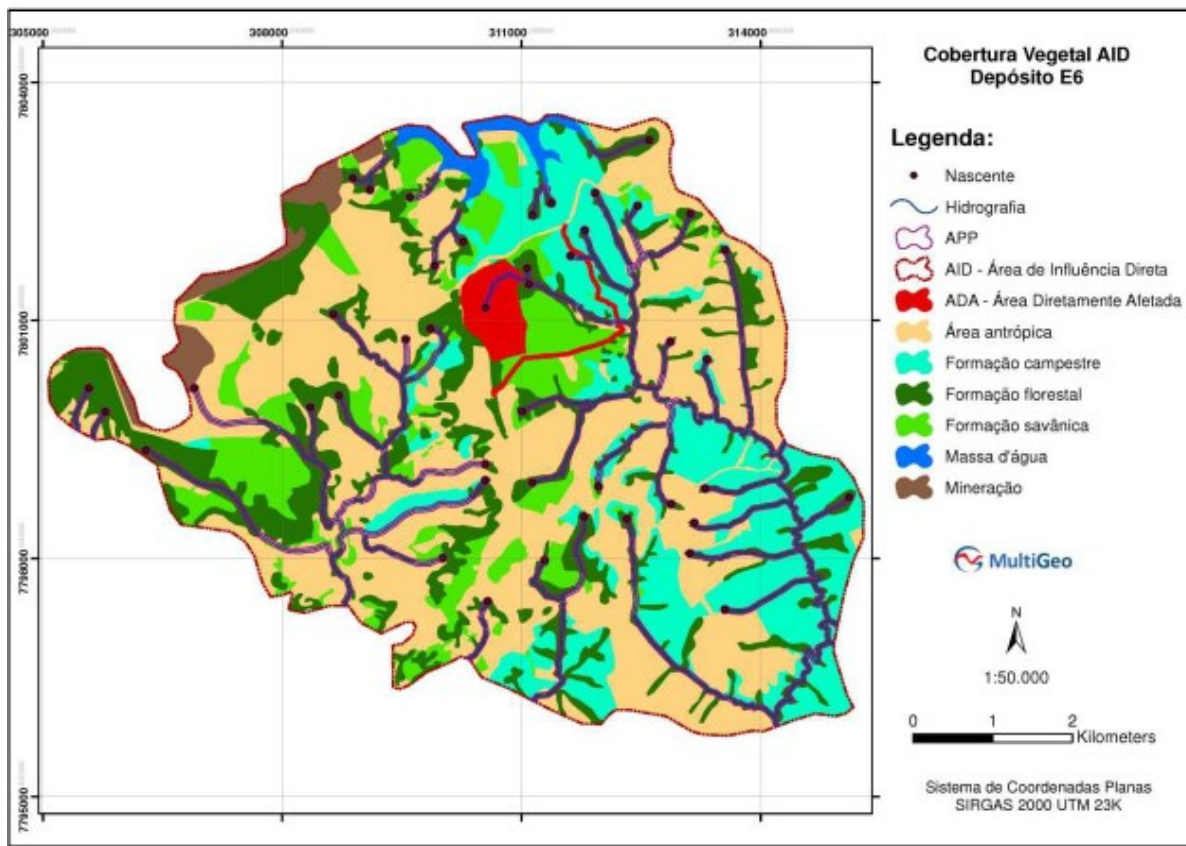 305000 308000 311000 314000
7804000
7801000
7798000
7795000
Cobertura Vegetal AID
Depósito E6
Legenda:
Nascente
Hidrografia
APP
AID - Área de Influência Direta
ADA - Área Diretamente Afetada
Área antrópica
Formação campestre
Formação florestal
Formação savânica
Massa d'água
Mineração
MultiGeo
N
1:50.000
0 1 2
Kilometers
Sistema de Coordenadas Planas
SIRGAS 2000 UTM 23K